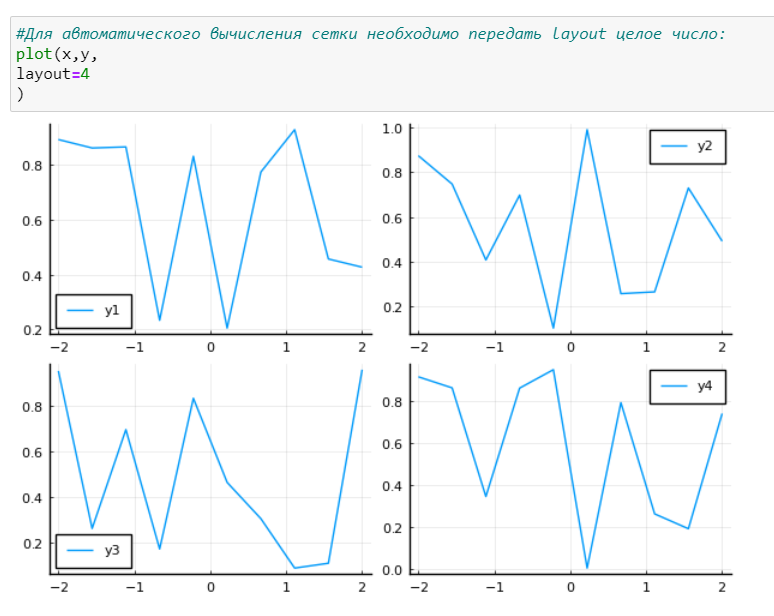 #Для автоматического вычисления сетки необходимо передать layout целое число:
plot(x,y,
layout=4
)
0.8
0.6
0.4
0.2
y1
−2 −1 0 1 2
1.0
0.8
0.6
0.4
0.2
y2
−2 −1 0 1 2
0.8
0.6
0.4
0.2
y3
−2 −1 0 1 2
0.8
0.6
0.4
0.2
0.0
y4
−2 −1 0 1 2